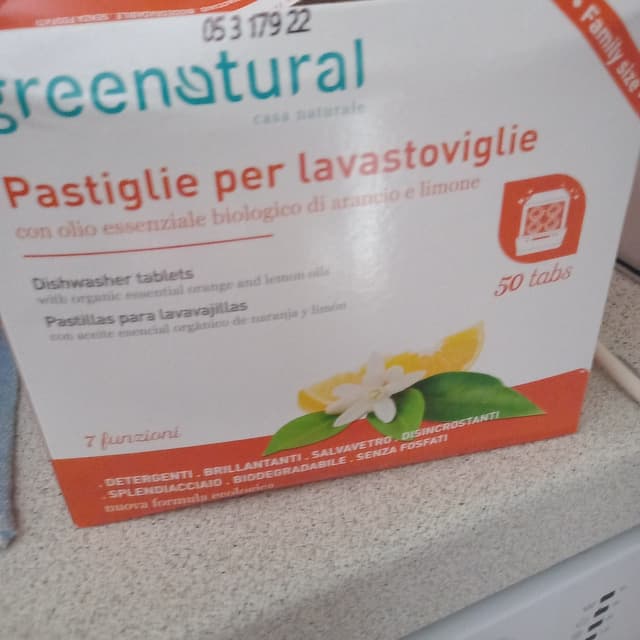 05 3 179 22
greenatural
casa naturale
Family size
Pastiglie per lavastoviglie
con olio essenziale biologico di arancio e limone
Dishwasher tablets
with organic essential orange and lemon oils
Pastillas para lavavajillas
con aceite esencial orgánico de naranja y limón
50 tabs
7 funzioni
. DETERGENTI . BRILLANTANTI . SALVAVETRO . DISINCROSTANTI
. SPLENDIACCIAIO . BIODEGRADABILE . SENZA FOSFATI
nuova formula